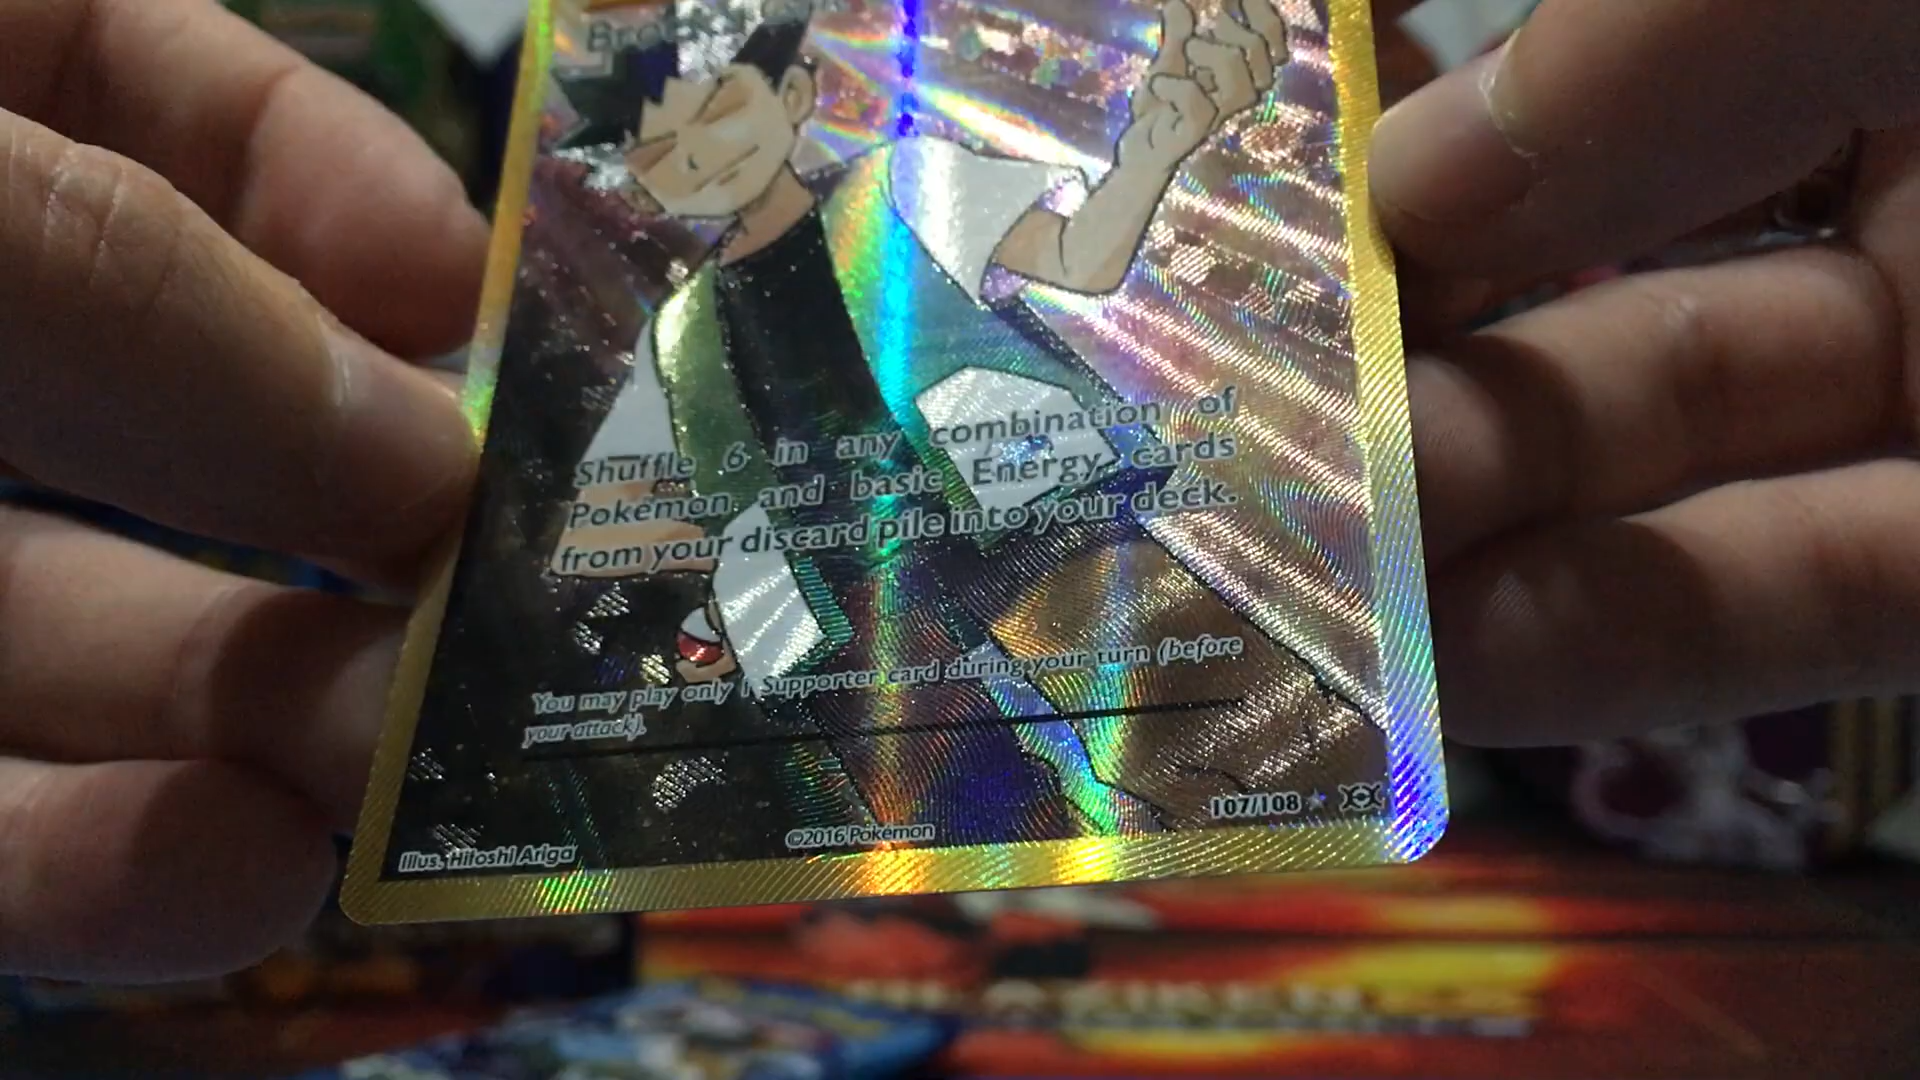 Shuffle 6 in any combination of
Pokémon and basic Energy cards
from your discard pile into your deck.
You may play only 1 Supporter card during your turn (before
your attack).
107/108
©2016 Pokémon
Illus. Hitoshi Ariga